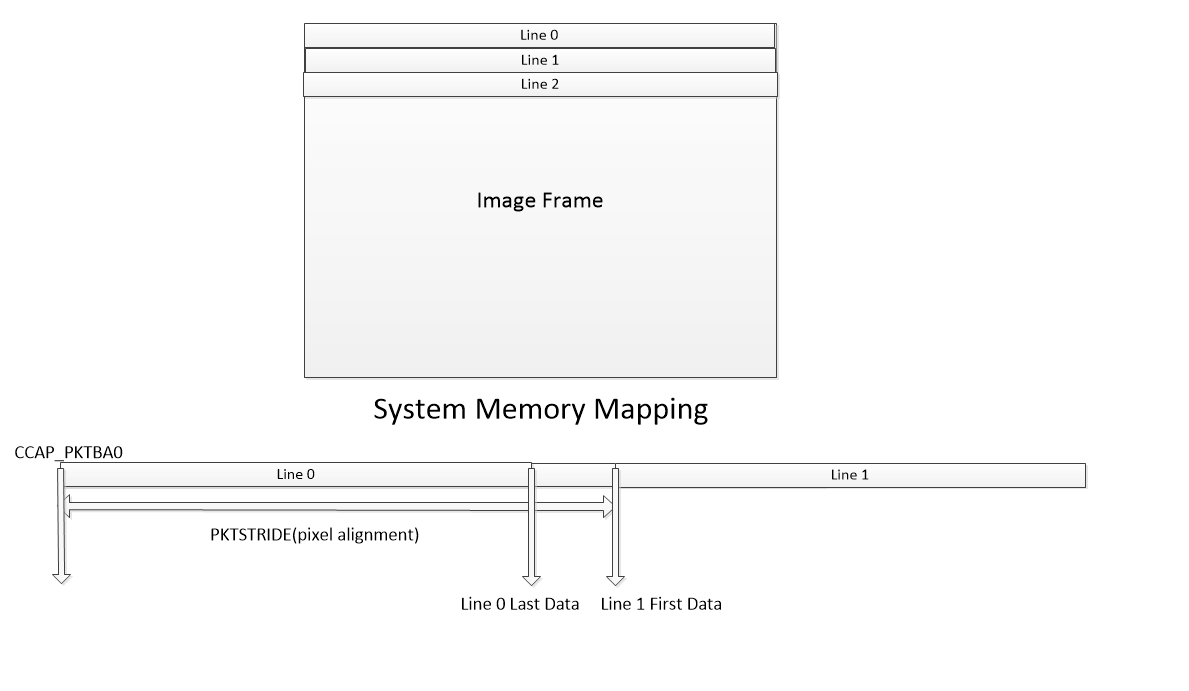 Line 0
Line 1
Line 2
Image Frame
System Memory Mapping
CCAP_PKTBA0
Line 0
Line 1
PKTSTRIDE(pixel alignment)
Line 0 Last Data
Line 1 First Data